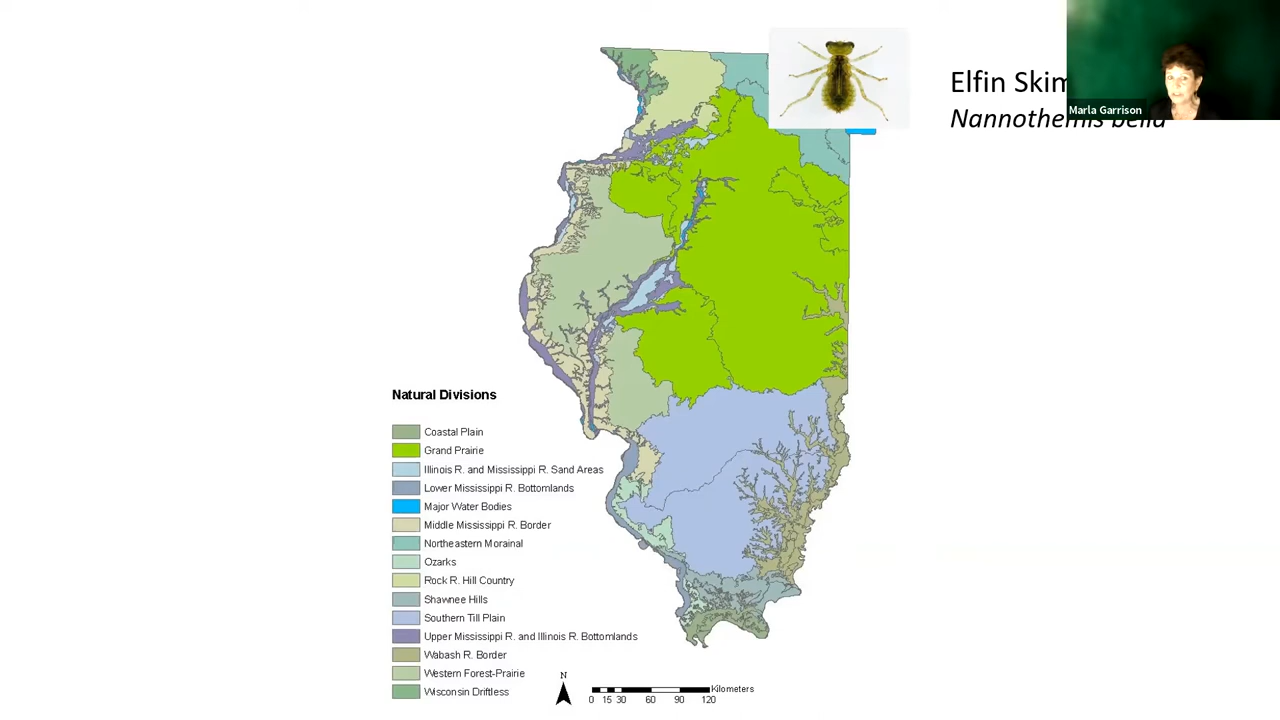 Elfin Skim
Nannothemis bella
Marla Garrison
Natural Divisions
Coastal Plain
Grand Prairie
Illinois R. and Mississippi R. Sand Areas
Lower Mississippi R. Bottomlands
Major Water Bodies
Middle Mississippi R. Border
Northeastern Morainal
Ozarks
Rock R. Hill Country
Shawnee Hills
Southern Till Plain
Upper Mississippi R. and Illinois R. Bottomlands
Wabash R. Border
Western Forest-Prairie
Wisconsin Driftless
N
Kilometers
0 15 30 60 90 120